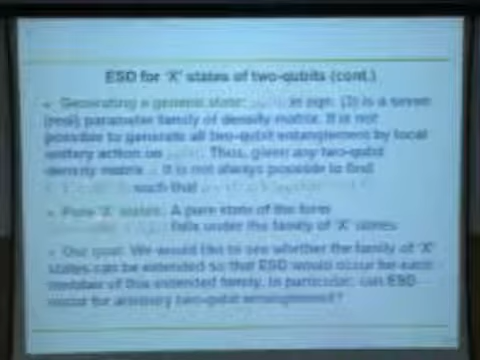 ESD for 'X' states of two-qubits (cont.)
Generating a general state: in eqn. (3) is a seven
(real) parameter family of density matrix. It is not
possible to generate all two-qubit entanglement by local
unitary action on Thus, given any two-qubit
density matrix it is not always possible to find
such that
Pure 'X' states: A pure state of the form
falls under the family of 'X' states
Our goal: We would like to see whether the family of 'X'
states can be extended so that ESD would occur for each
member of this extended family. In particular, can ESD
occur for arbitrary two-qubit entanglement?